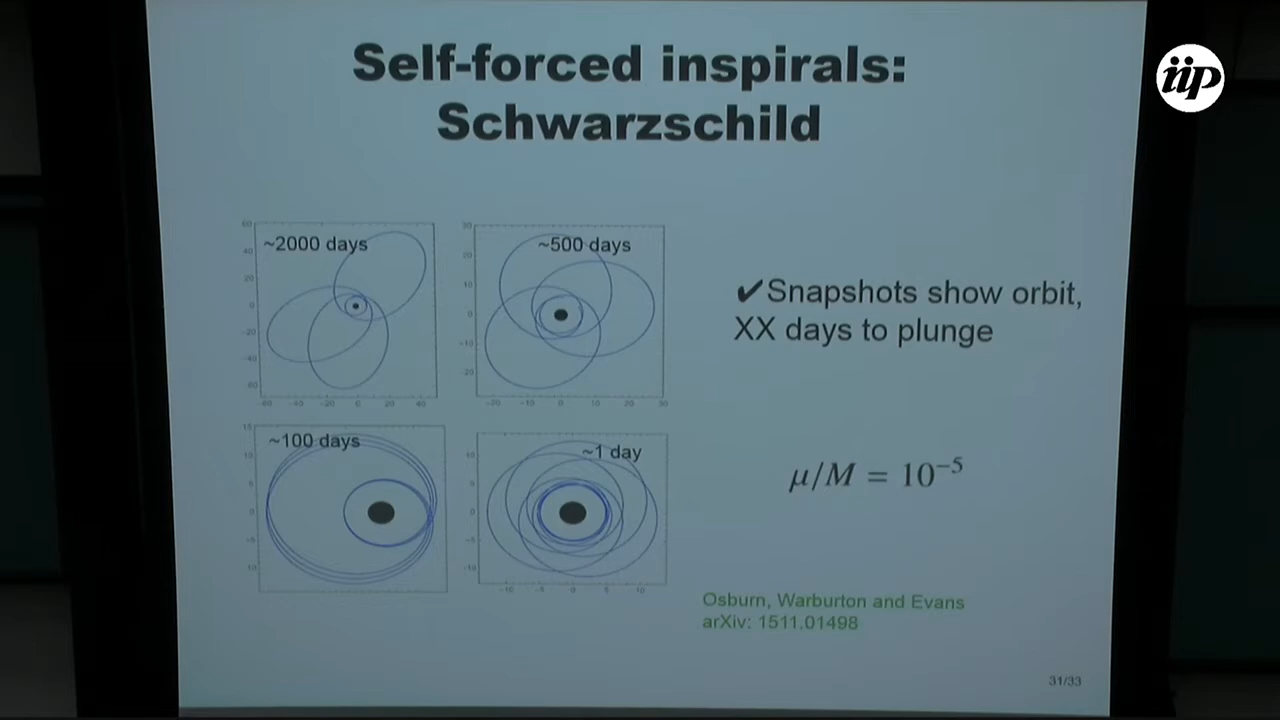 iip
Self-forced inspirals:
Schwarzschild
~2000 days
~500 days
✔Snapshots show orbit,
XX days to plunge
~100 days
~1 day
μ/M = 10⁻⁵
Osburn, Warburton and Evans
arXiv: 1511.01498
31/33